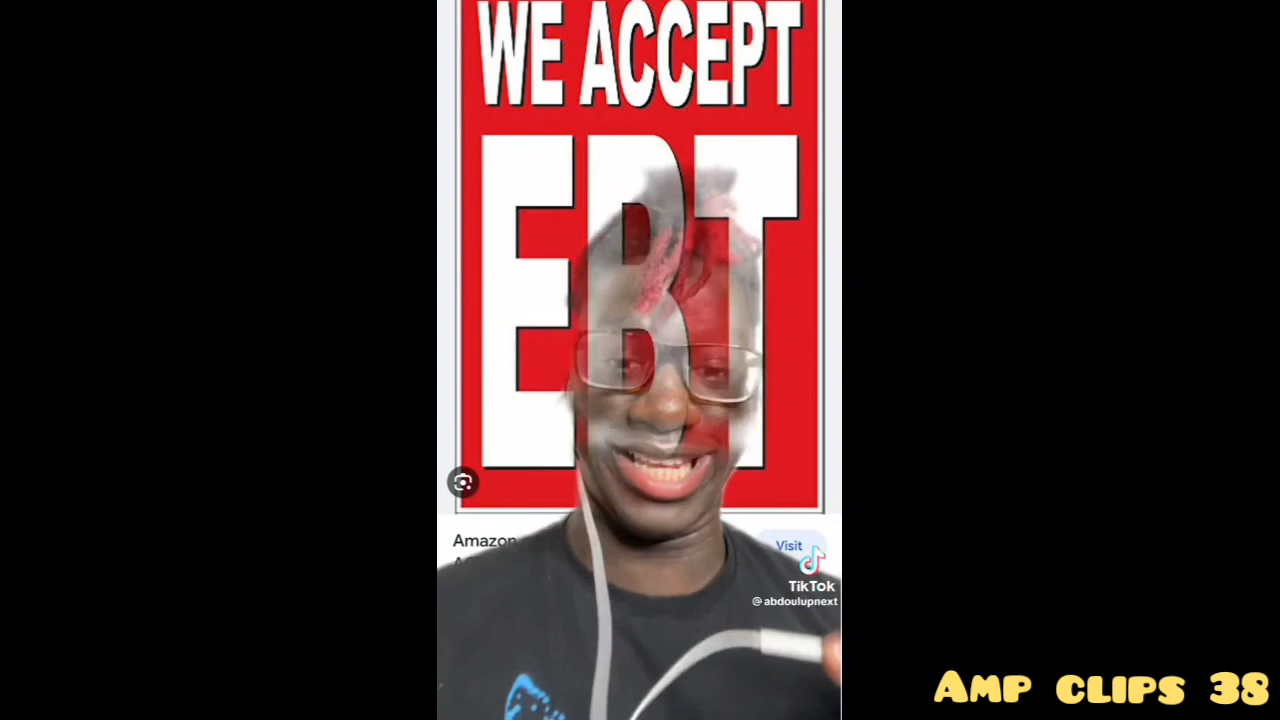 WE ACCEPT
EBT
Amazon
Visit
TikTok
@abdoulupnext
AMP CLIPS 38